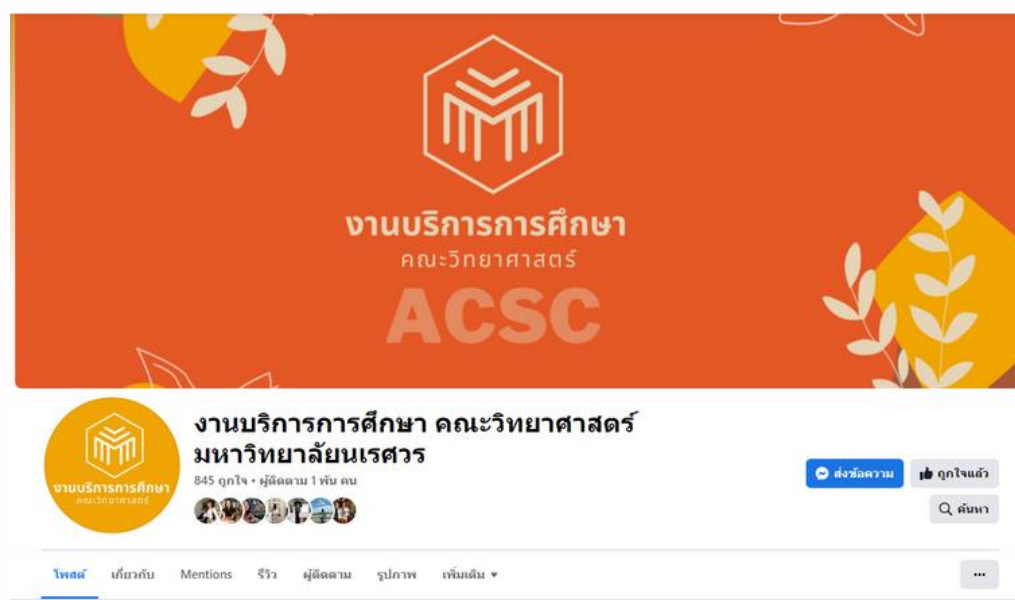 งานบริการการศึกษา
คณะวิทยาศาสตร์
ACSC
งานบริการการศึกษา
คณะวิทยาศาสตร์
งานบริการการศึกษา คณะวิทยาศาสตร์
มหาวิทยาลัยนเรศวร
845 ถูกใจ • ผู้ติดตาม 1 พัน คน
ส่งข้อความ
ถูกใจแล้ว
ค้นหา
โพสต์ เกี่ยวกับ Mentions รีวิว ผู้ติดตาม รูปภาพ เพิ่มเติม